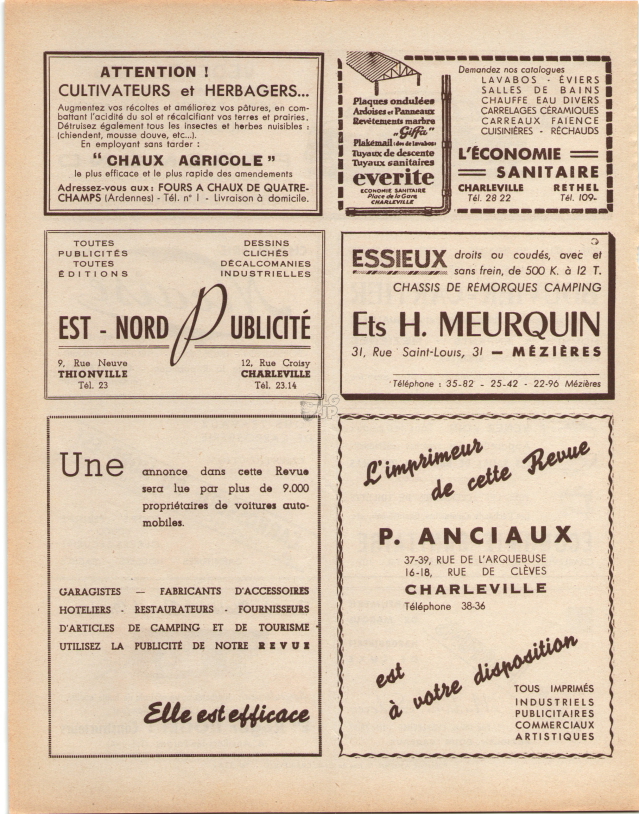 ATTENTION !
CULTIVATEURS et HERBAGERS...
Augmentez vos récoltes et améliorez vos pâtures, en com-
battant l'acidité du sol et récalcifiant vos terres et prairies.
Détruisez également tous les insectes et herbes nuisibles :
(chiendent, mousse douve, etc...).
En employant sans tarder :
" CHAUX AGRICOLE "
le plus efficace et le plus rapide des amendements
Adressez-vous aux : FOURS A CHAUX DE QUATRE-
CHAMPS (Ardennes) - Tél. n° 1 - Livraison à domicile.
Plaques ondulées
Ardoises et Panneaux
Revêtements marbre
"Giffa"
Plakémail (des de lavabos)
Tuyaux de descente
Tuyaux sanitaires
everite
ECONOMIE SANITAIRE
Place de la Gare
CHARLEVILLE
Demandez nos catalogues
LAVABOS - ÉVIERS
SALLES DE BAINS
CHAUFFE EAU DIVERS
CARRELAGES CÉRAMIQUES
CARREAUX FAIENCE
CUISINIÈRES - RÉCHAUDS
L'ÉCONOMIE
SANITAIRE
CHARLEVILLE RETHEL
Tél. 28 22 Tél. 109-
TOUTES
PUBLICITÉS
TOUTES
ÉDITIONS
DESSINS
CLICHÉS
DÉCALCOMANIES
INDUSTRIELLES
EST - NORD PUBLICITÉ
9, Rue Neuve
THIONVILLE
Tél. 23
12, Rue Croisy
CHARLEVILLE
Tél. 23.14
ESSIEUX droits ou coudés, avec et
sans frein, de 500 K. à 12 T.
CHASSIS DE REMORQUES CAMPING
Ets H. MEURQUIN
31, Rue Saint-Louis, 31 — MÉZIÈRES
Téléphone : 35-82 - 25-42 - 22-96 Mézières
LG
JP
Une annonce dans cette Revue
sera lue par plus de 9.000
propriétaires de voitures auto-
mobiles.
GARAGISTES — FABRICANTS D'ACCESSOIRES
HOTELIERS - RESTAURATEURS - FOURNISSEURS
D'ARTICLES DE CAMPING ET DE TOURISME
UTILISEZ LA PUBLICITÉ DE NOTRE REVUE
Elle est efficace
L'imprimeur
de cette Revue
P. ANCIAUX
37-39, RUE DE L'ARQUEBUSE
16-18, RUE DE CLÈVES
CHARLEVILLE
Téléphone 38-36
est
à votre disposition
TOUS IMPRIMÉS
INDUSTRIELS
PUBLICITAIRES
COMMERCIAUX
ARTISTIQUES